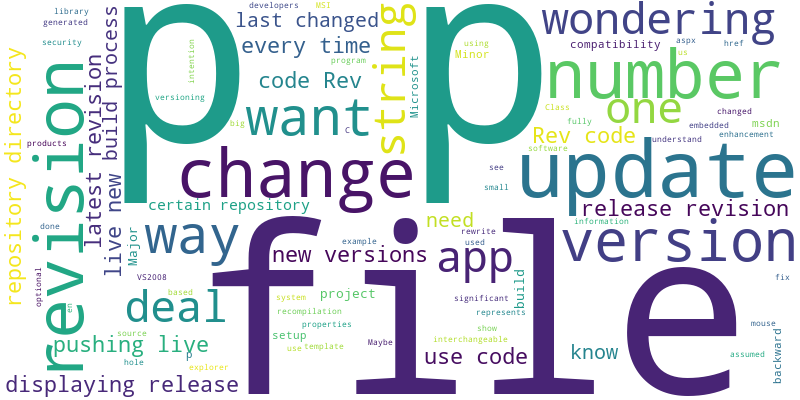 library
developers
MSI
generated
last changed
wondering
security
intention
every time
string
Minor
using
compatibility
aspx
href
us
program
repository directory
revision
latest revision
live new build process
p p
code Rev
Microsoft
number
versioning
want
Class
one
changed
msdn
big
c
fully
embedded
enhancement
Rev code
software
understand
products
change
see
update
small
certain repository
release revision
done
Major
way
need
information
rewrite
version
example
used
new versions
app
file
optional
VS2008
en
based
deal
system
project
significant
build
fix
recompilation
represents
properties
source
setup
show
mouse
pushing live
p
use
template
Maybe
interchangeable
know
assumed
backward
hole
explorer
use code
displaying release